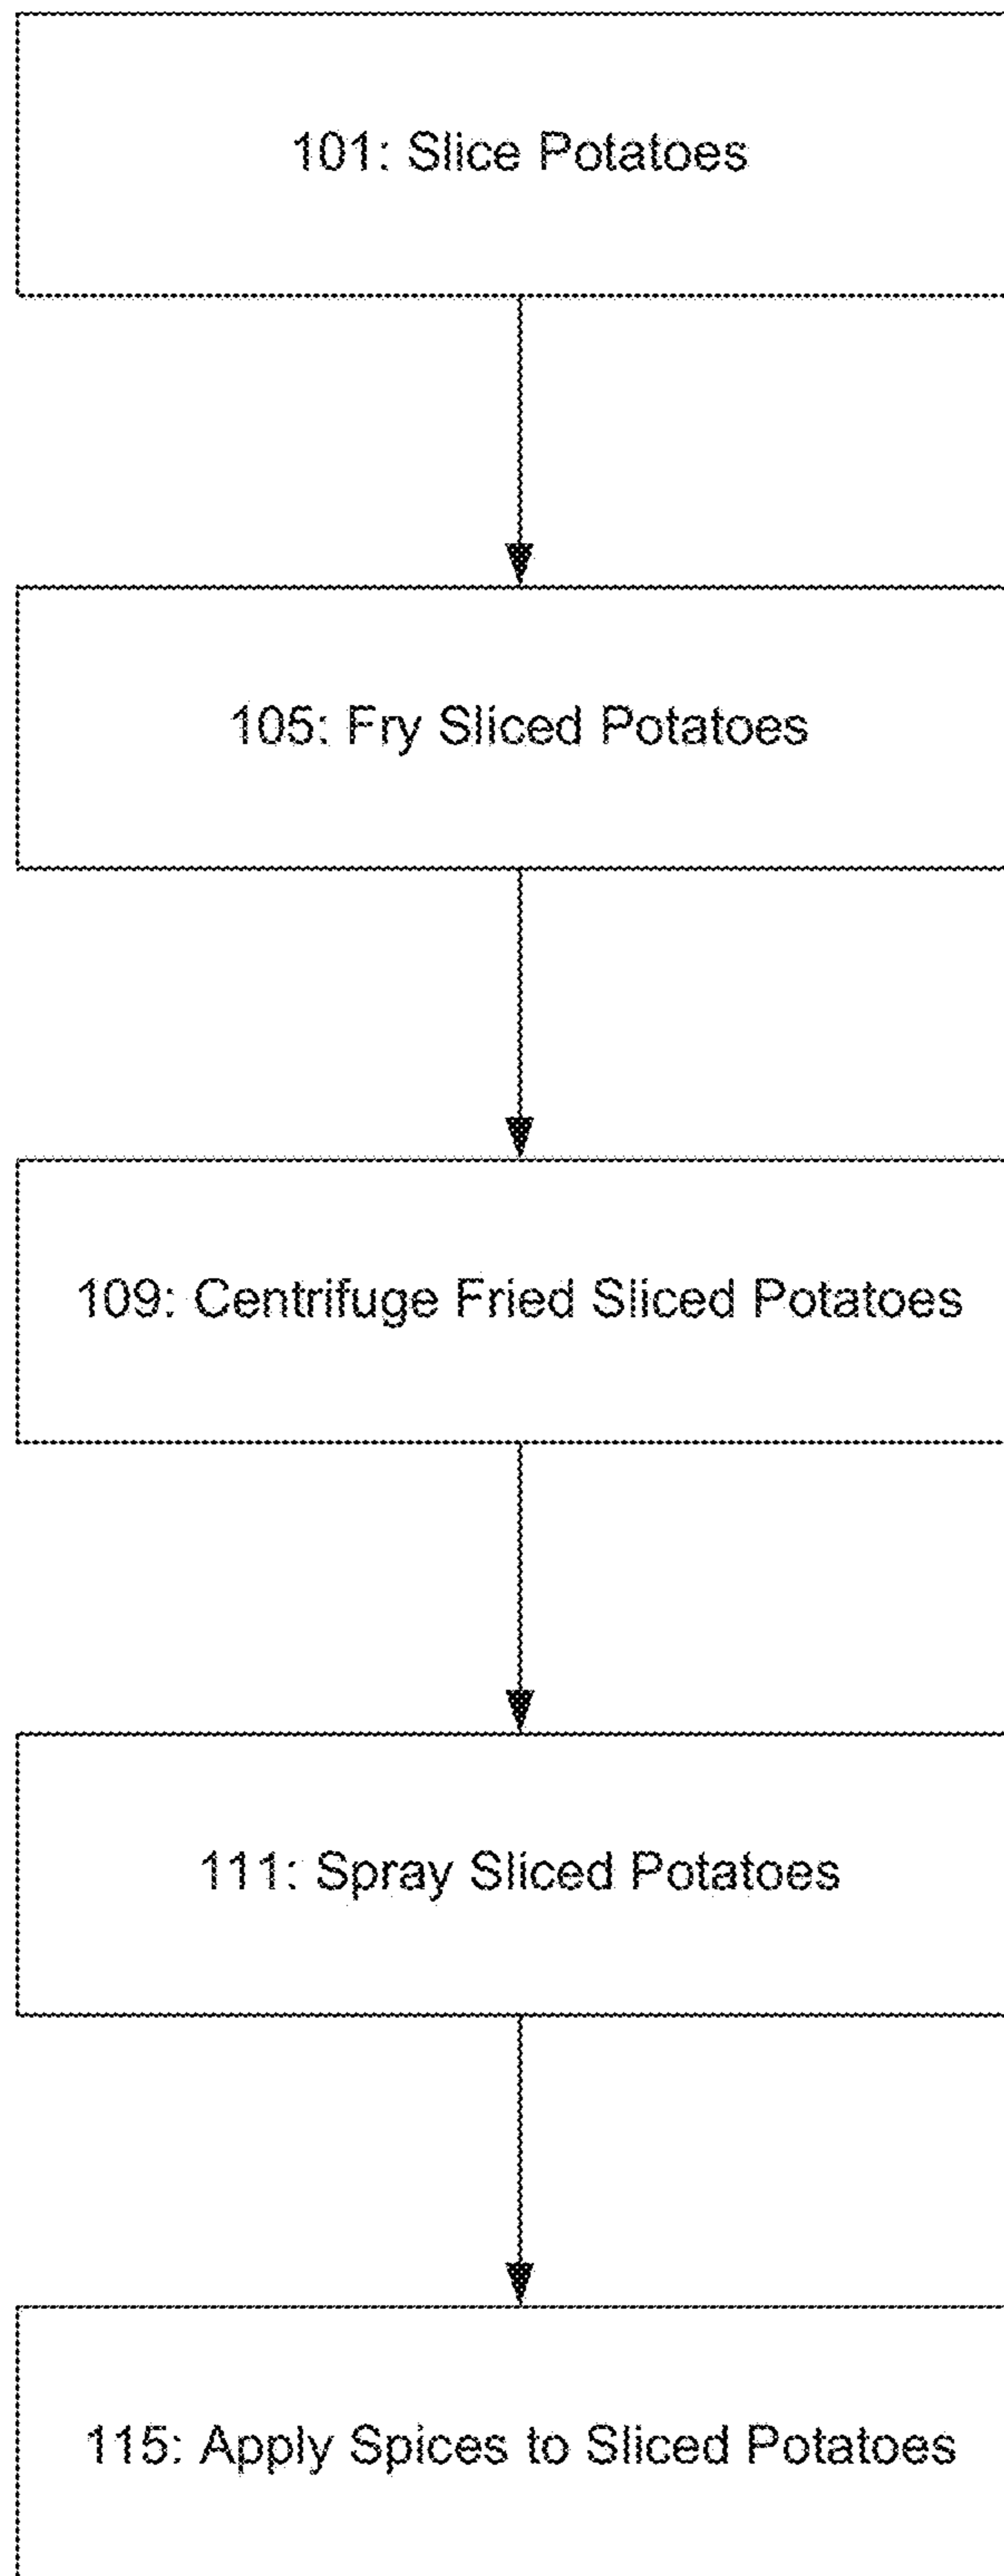 101: Slice Potatoes
105: Fry Sliced Potatoes
109: Centrifuge Fried Sliced Potatoes
111: Spray Sliced Potatoes
115: Apply Spices to Sliced Potatoes